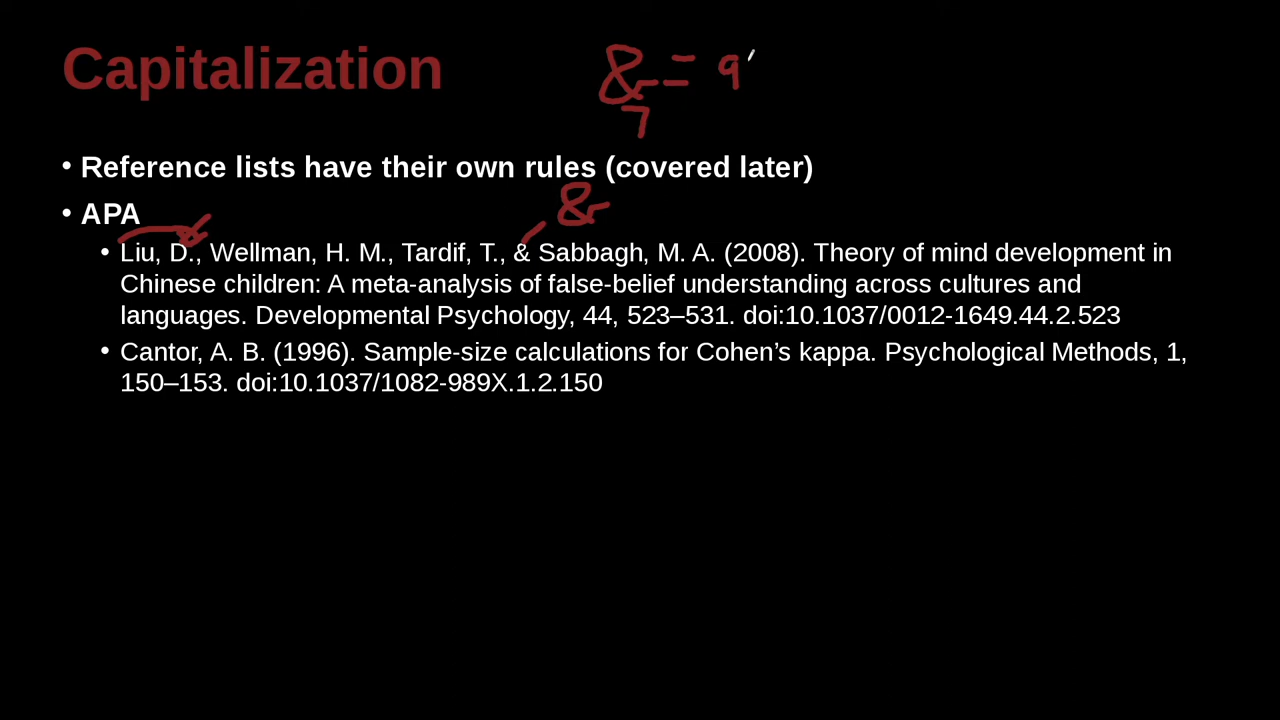 Capitalization
& = a
7
• Reference lists have their own rules (covered later)
&
• APA
• Liu, D., Wellman, H. M., Tardif, T., & Sabbagh, M. A. (2008). Theory of mind development in
Chinese children: A meta-analysis of false-belief understanding across cultures and
languages. Developmental Psychology, 44, 523–531. doi:10.1037/0012-1649.44.2.523
• Cantor, A. B. (1996). Sample-size calculations for Cohen’s kappa. Psychological Methods, 1,
150–153. doi:10.1037/1082-989X.1.2.150